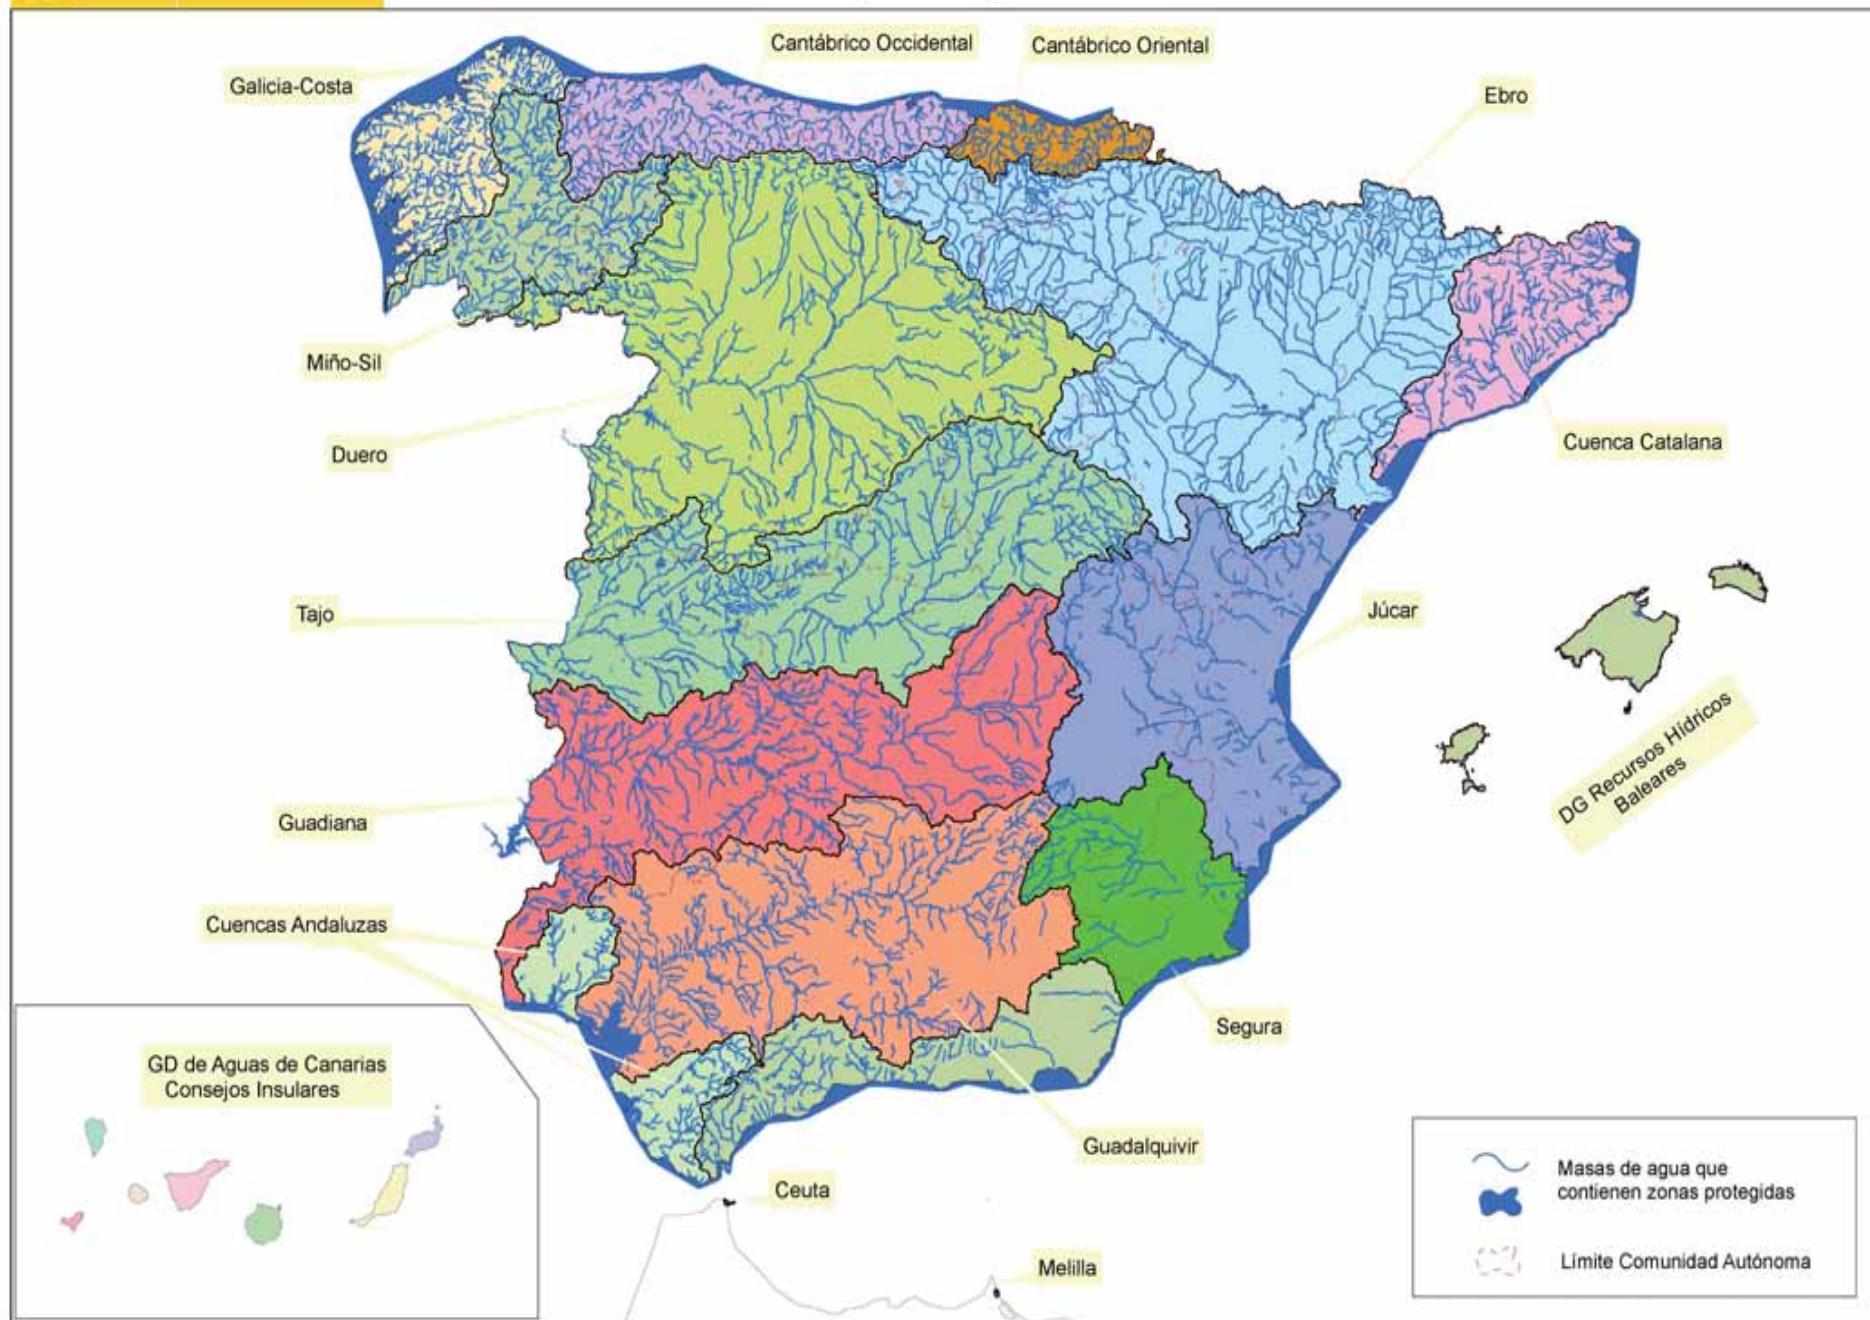 Cantábrico Occidental
Cantábrico Oriental
Galicia-Costa
Ebro
Miño-Sil
Duero
Cuenca Catalana
Tajo
Júcar
DG Recursos Hídricos
Baleares
Guadiana
Cuencas Andaluzas
Segura
GD de Aguas de Canarias
Consejos Insulares
Guadalquivir
Ceuta
Melilla
Masas de agua que
contienen zonas protegidas
Límite Comunidad Autónoma